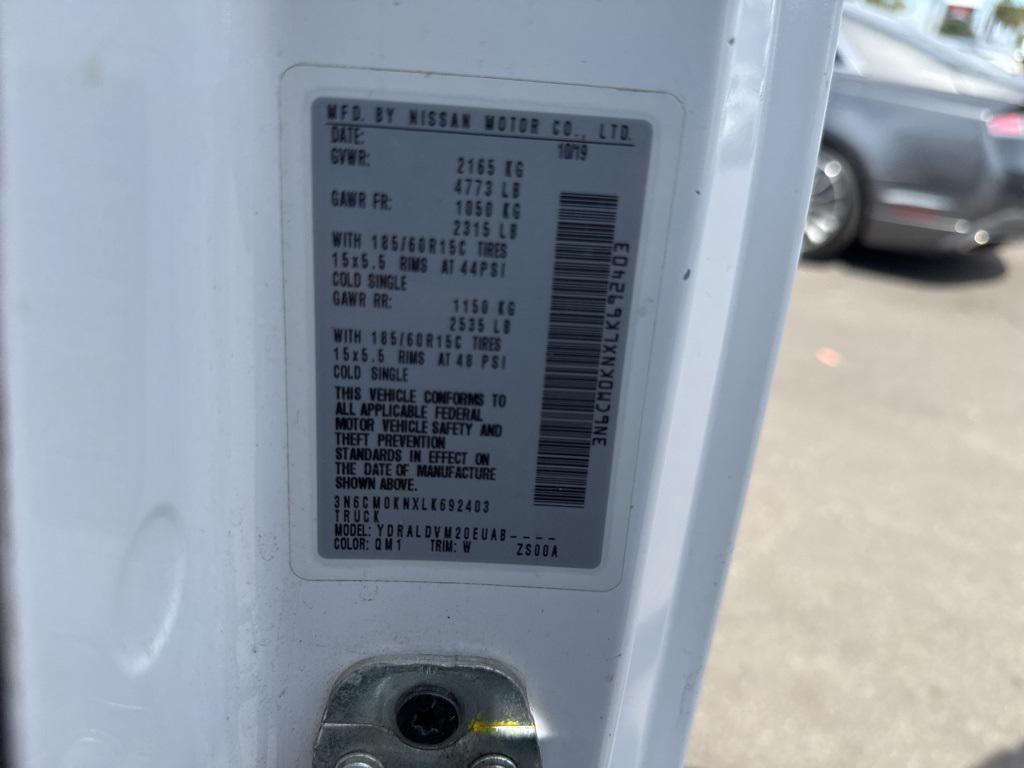 MFD. BY NISSAN MOTOR CO., LTD.
DATE: 10/19
GVWR: 2165 KG
4773 LB
GAWR FR: 1050 KG
2315 LB
WITH 185/60R15C TIRES
15x5.5 RIMS AT 44PSI
COLD SINGLE
GAWR RR: 1150 KG
2535 LB
WITH 185/60R15C TIRES
15x5.5 RIMS AT 48 PSI
COLD SINGLE
THIS VEHICLE CONFORMS TO
ALL APPLICABLE FEDERAL
MOTOR VEHICLE SAFETY AND
THEFT PREVENTION
STANDARDS IN EFFECT ON
THE DATE OF MANUFACTURE
SHOWN ABOVE.
3N6CM0KNXLK692403
TRUCK
MODEL: YDRALDVM20EUAB----
COLOR: QM1 TRIM: W ZS00A
3N6CM0KNXLK692403